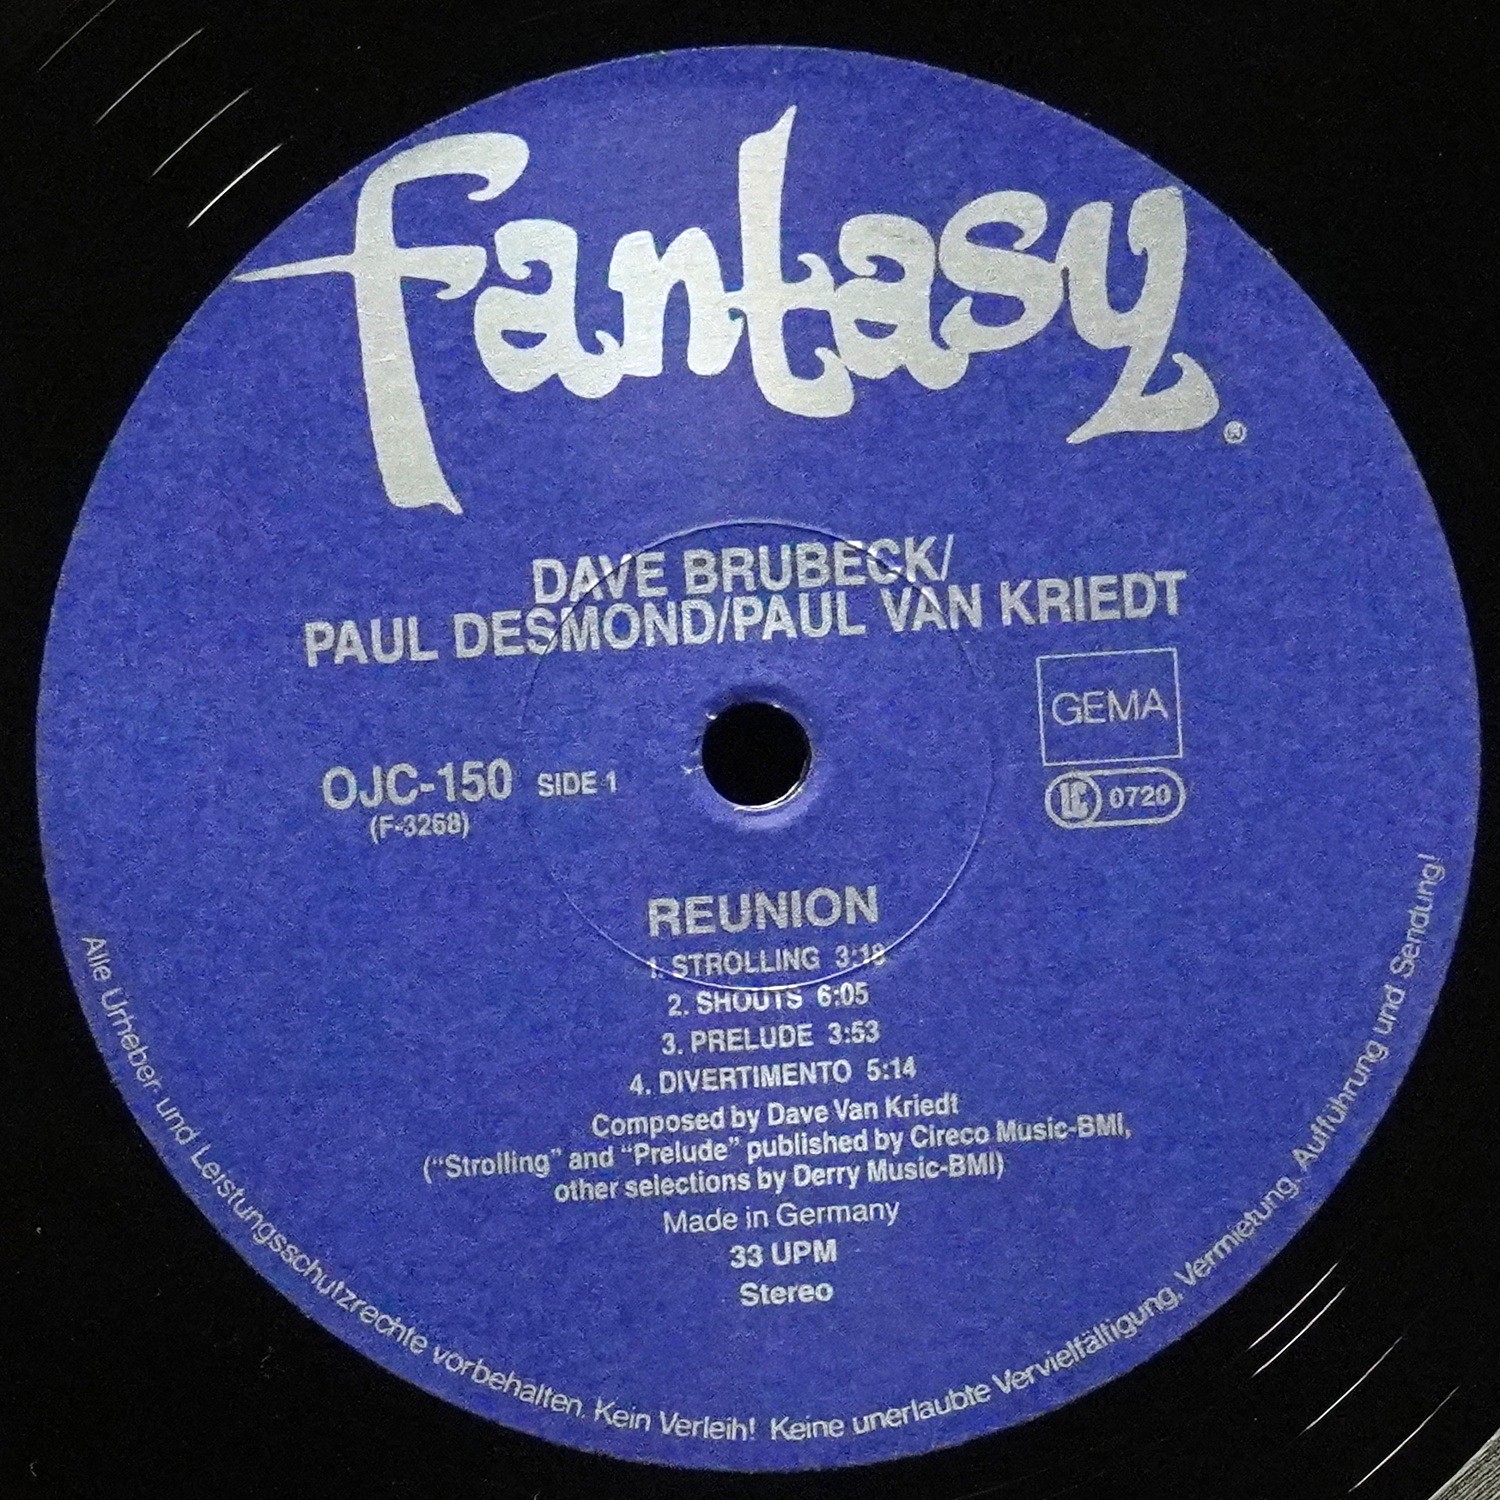 fantasy
DAVE BRUBECK/
PAUL DESMOND/PAUL VAN KRIEDT
GEMA
OJC-150 SIDE 1
(F-3268)
LC 0720
REUNION
1. STROLLING 3:18
2. SHOUTS 6:05
3. PRELUDE 3:53
4. DIVERTIMENTO 5:14
Composed by Dave Van Kriedt
("Strolling" and "Prelude" published by Cireco Music-BMI,
other selections by Derry Music-BMI)
Made in Germany
33 UPM
Stereo
Alle Urheber- und Leistungsschutzrechte vorbehalten. Kein Verleih! Keine unerlaubte Vervielfältigung, Vermietung, Aufführung und Sendung!